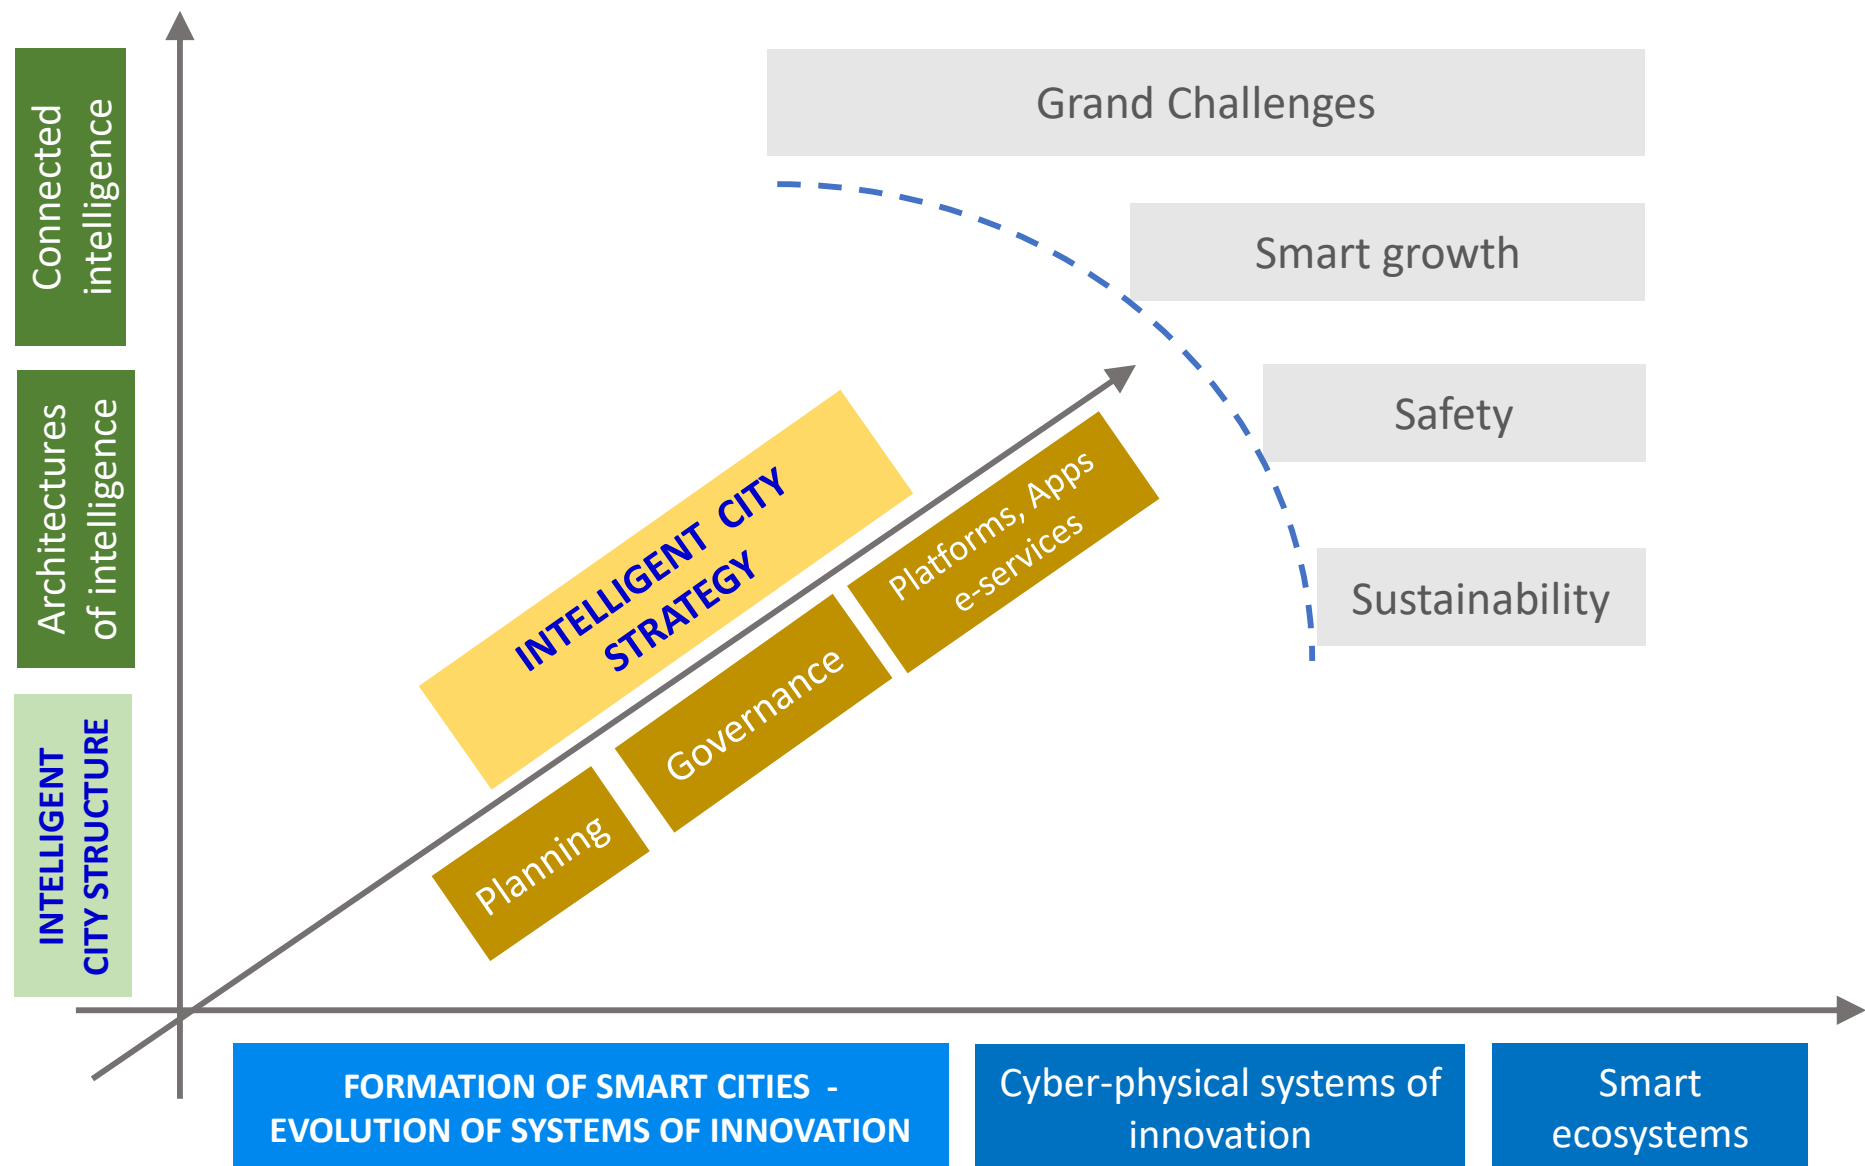 Connected
intelligence
Architectures
of intelligence
INTELLIGENT
CITY STRUCTURE
Grand Challenges
Smart growth
Safety
Sustainability
INTELLIGENT  CITY
STRATEGY
Planning
Governance
Platforms, Apps
e-services
FORMATION OF SMART CITIES  -
EVOLUTION OF SYSTEMS OF INNOVATION
Cyber-physical systems of
innovation
Smart
ecosystems